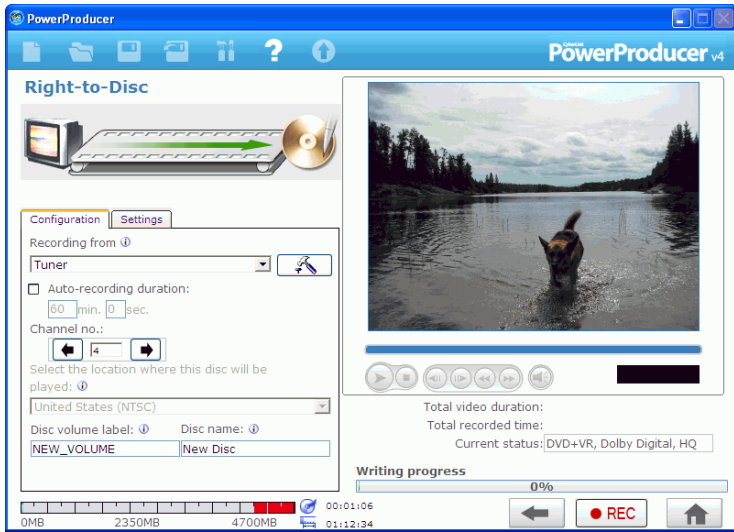 PowerProducer
CyberLink
PowerProducer v4
Right-to-Disc
Configuration Settings
Recording from
Tuner
Auto-recording duration:
60 min. 0 sec.
Channel no.:
4
Select the location where this disc will be
played:
United States (NTSC)
Disc volume label: Disc name:
NEW_VOLUME New Disc
Total video duration:
Total recorded time:
Current status: DVD+VR, Dolby Digital, HQ
Writing progress
0%
00:01:06
0MB 2350MB 4700MB 01:12:34
REC